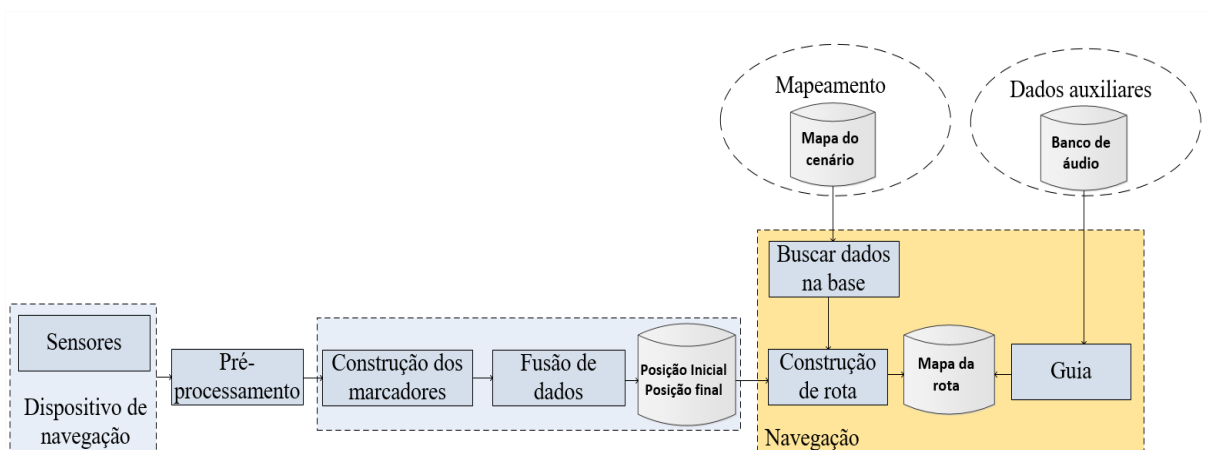 Mapeamento
Mapa do
cenário
Dados auxiliares
Banco de
áudio
Buscar dados
na base
Sensores
Dispositivo de
navegação
Pré-
processamento
Construção dos
marcadores
Fusão de
dados
Posição Inicial
Posição final
Construção
de rota
Mapa da
rota
Guia
Navegação